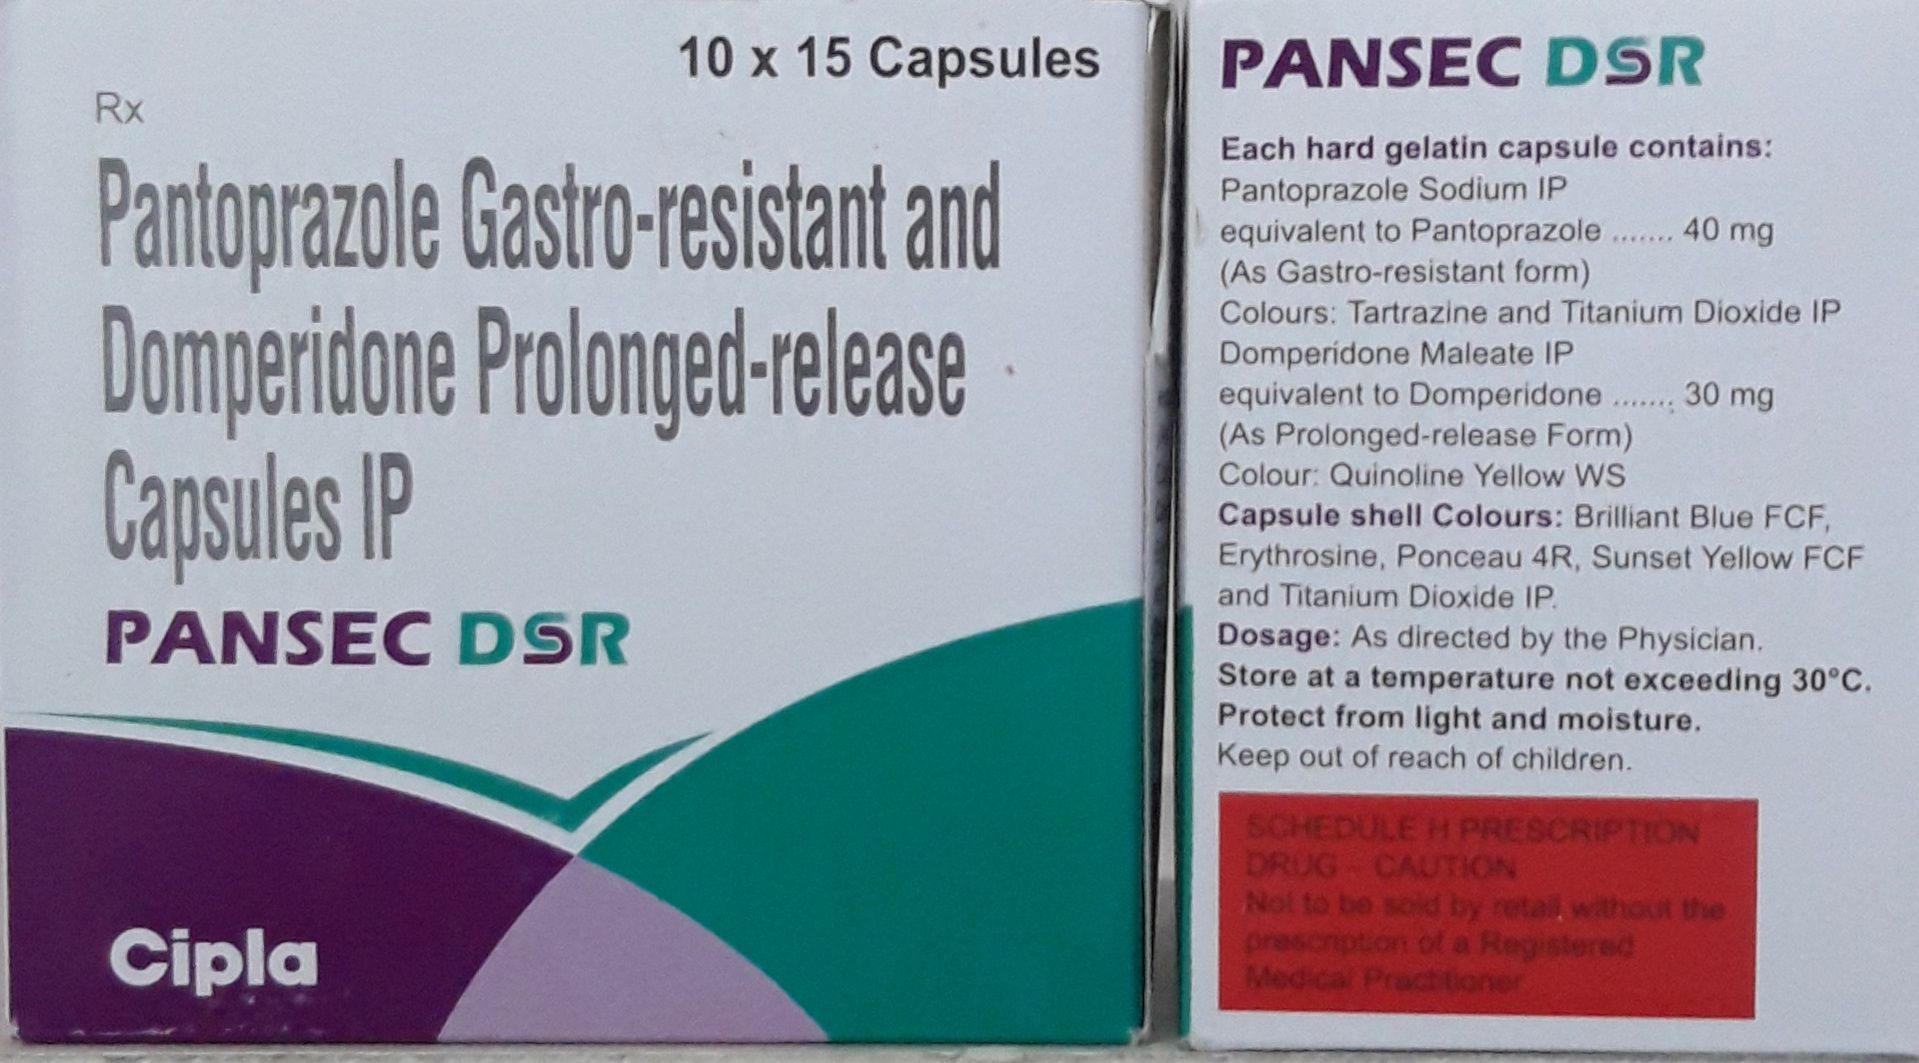 10 x 15 Capsules
Rx
Pantoprazole Gastro-resistant and
Domperidone Prolonged-release
Capsules IP
PANSEC DSR
Cipla
PANSEC DSR
Each hard gelatin capsule contains:
Pantoprazole Sodium IP
equivalent to Pantoprazole ....... 40 mg
(As Gastro-resistant form)
Colours: Tartrazine and Titanium Dioxide IP
Domperidone Maleate IP
equivalent to Domperidone ....... 30 mg
(As Prolonged-release Form)
Colour: Quinoline Yellow WS
Capsule shell Colours: Brilliant Blue FCF,
Erythrosine, Ponceau 4R, Sunset Yellow FCF
and Titanium Dioxide IP.
Dosage: As directed by the Physician.
Store at a temperature not exceeding 30°C.
Protect from light and moisture.
Keep out of reach of children.
SCHEDULE H PRESCRIPTION
DRUG – CAUTION
Not to be sold by retail without the
prescription of a Registered
Medical Practitioner